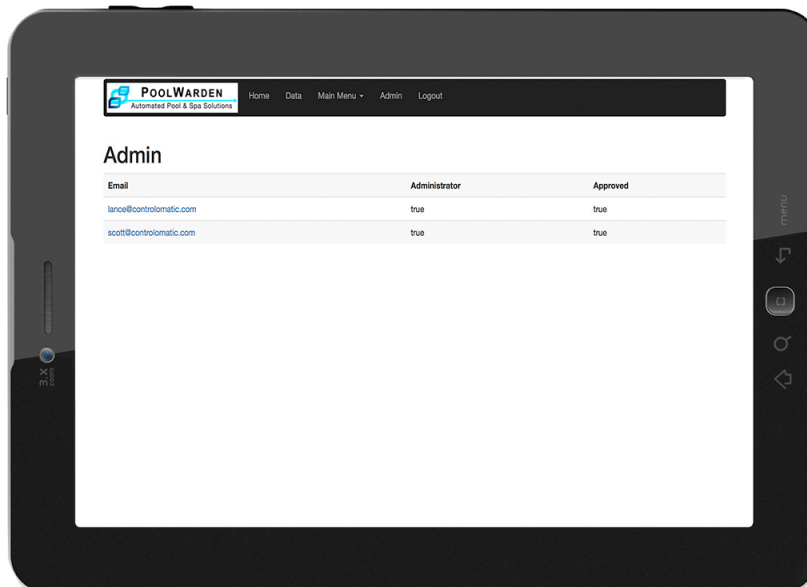 POOLWARDEN
Automated Pool & Spa Solutions
Home Data Main Menu Admin Logout
Admin
Email Administrator Approved
lance@controlomatic.com true true
scott@controlomatic.com true true
menu
3.X